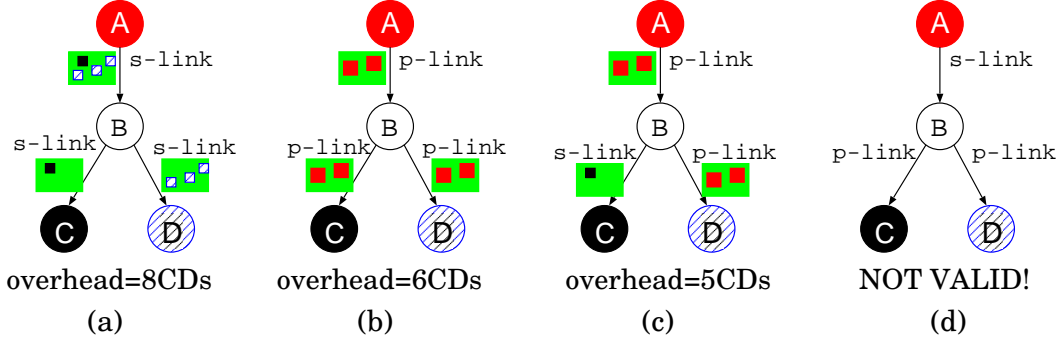 A A A A
s-link p-link p-link s-link
B B B B
s-link s-link p-link p-link s-link p-link p-link p-link
C D C D C D C D
overhead=8CDs overhead=6CDs overhead=5CDs NOT VALID!
(a) (b) (c) (d)